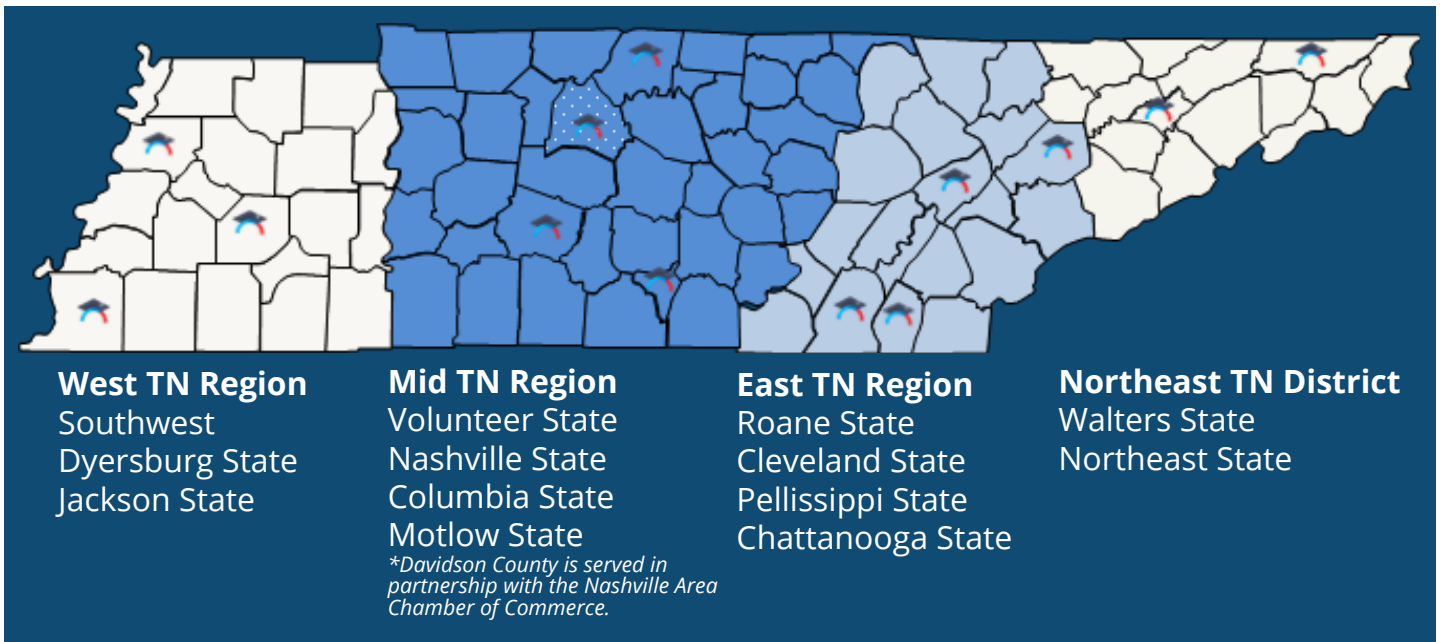 West TN Region
Southwest
Dyersburg State
Jackson State
Mid TN Region
Volunteer State
Nashville State
Columbia State
Motlow State
*Davidson County is served in
partnership with the Nashville Area
Chamber of Commerce.
East TN Region
Roane State
Cleveland State
Pellissippi State
Chattanooga State
Northeast TN District
Walters State
Northeast State